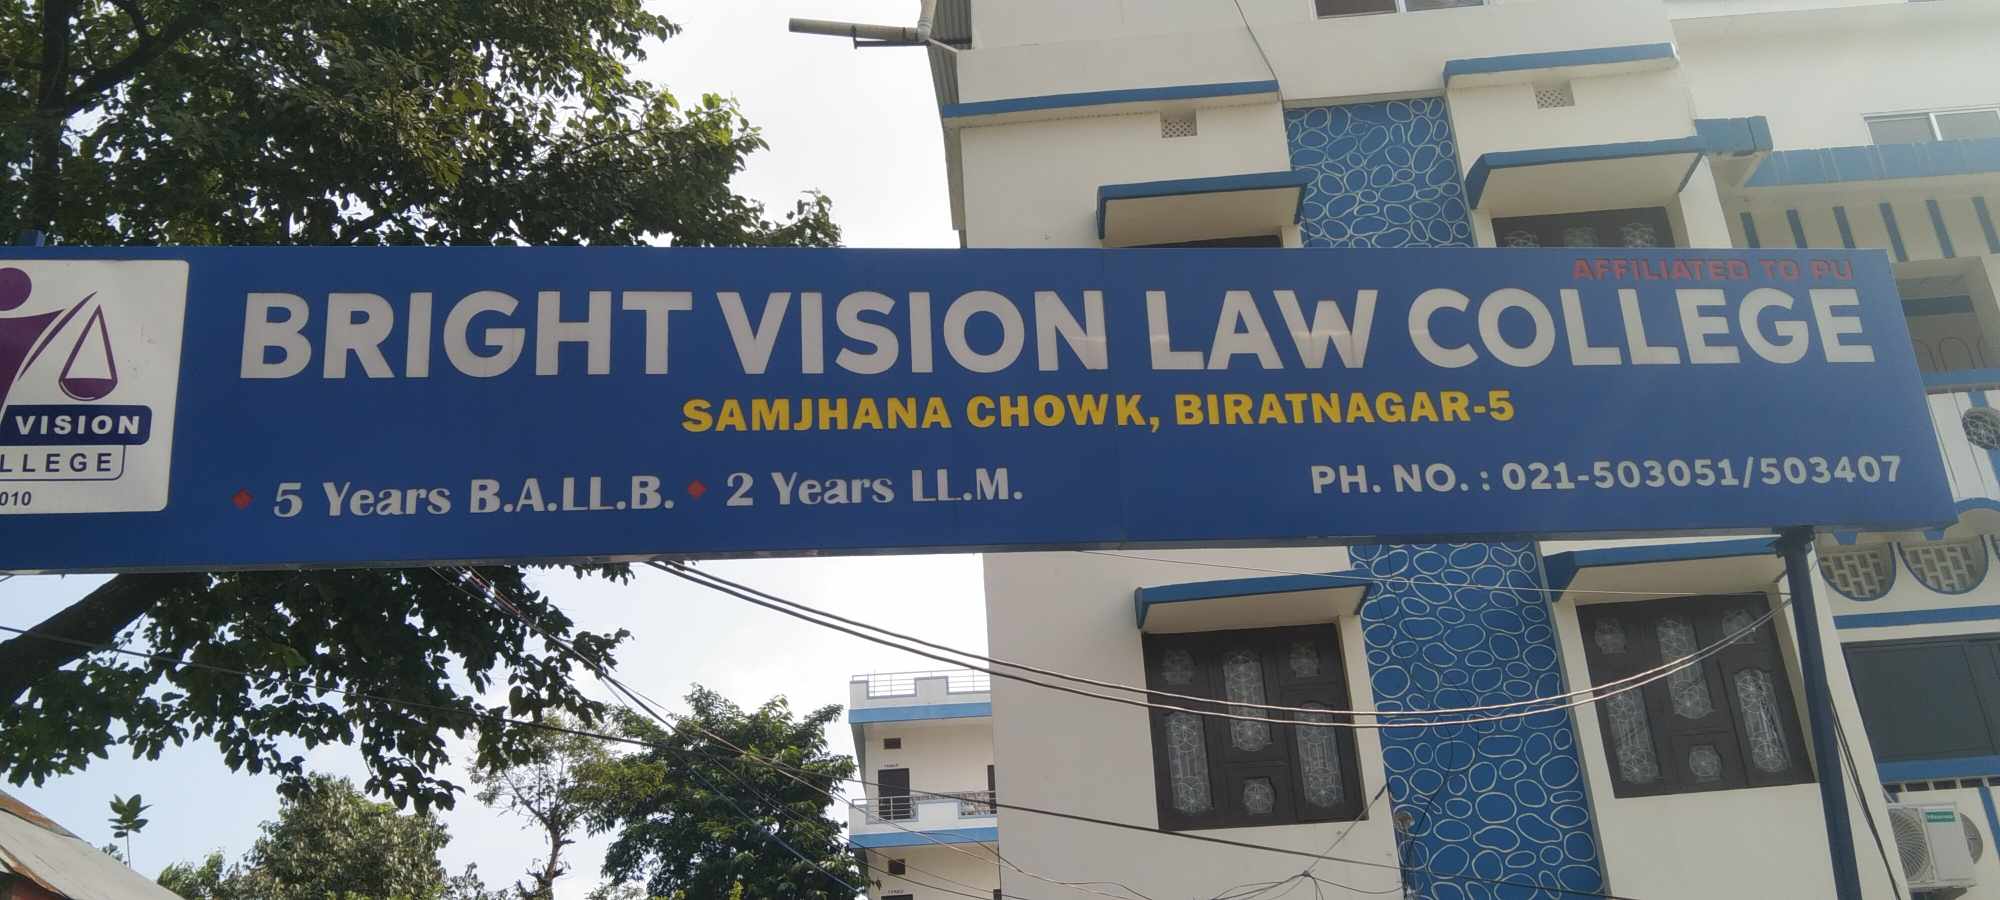 AFFILIATED TO PU
BRIGHT VISION LAW COLLEGE
SAMJHANA CHOWK, BIRATNAGAR-5
5 Years B.A.LL.B. 2 Years LL.M.
PH. NO. : 021-503051/503407
VISION
LLEGE
010